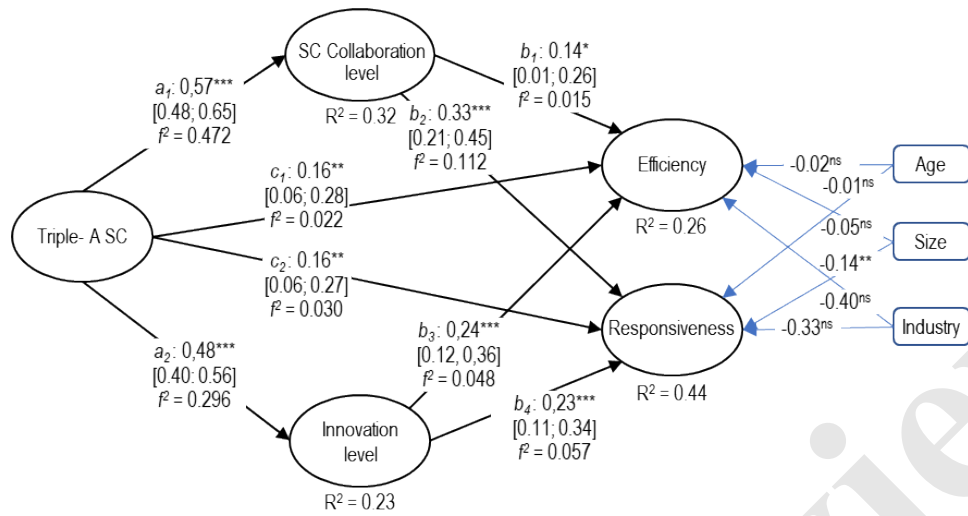 SC Collaboration
level
R² = 0.32
a₁: 0,57***
[0.48; 0.65]
f² = 0.472
b₁: 0.14*
[0.01; 0.26]
f² = 0.015
b₂: 0.33***
[0.21; 0.45]
f² = 0.112
c₁: 0.16**
[0.06; 0.28]
f² = 0.022
Efficiency
R² = 0.26
-0.02ⁿˢ
Age
-0.01ⁿˢ
Triple- A SC
-0.05ⁿˢ
Size
-0.14**
c₂: 0.16**
[0.06; 0.27]
f² = 0.030
-0.40ⁿˢ
Responsiveness
R² = 0.44
-0.33ⁿˢ
Industry
a₂: 0,48***
[0.40: 0.56]
f² = 0.296
b₃: 0,24***
[0.12, 0,36]
f² = 0.048
b₄: 0,23***
[0.11; 0.34]
f² = 0.057
Innovation
level
R² = 0.23